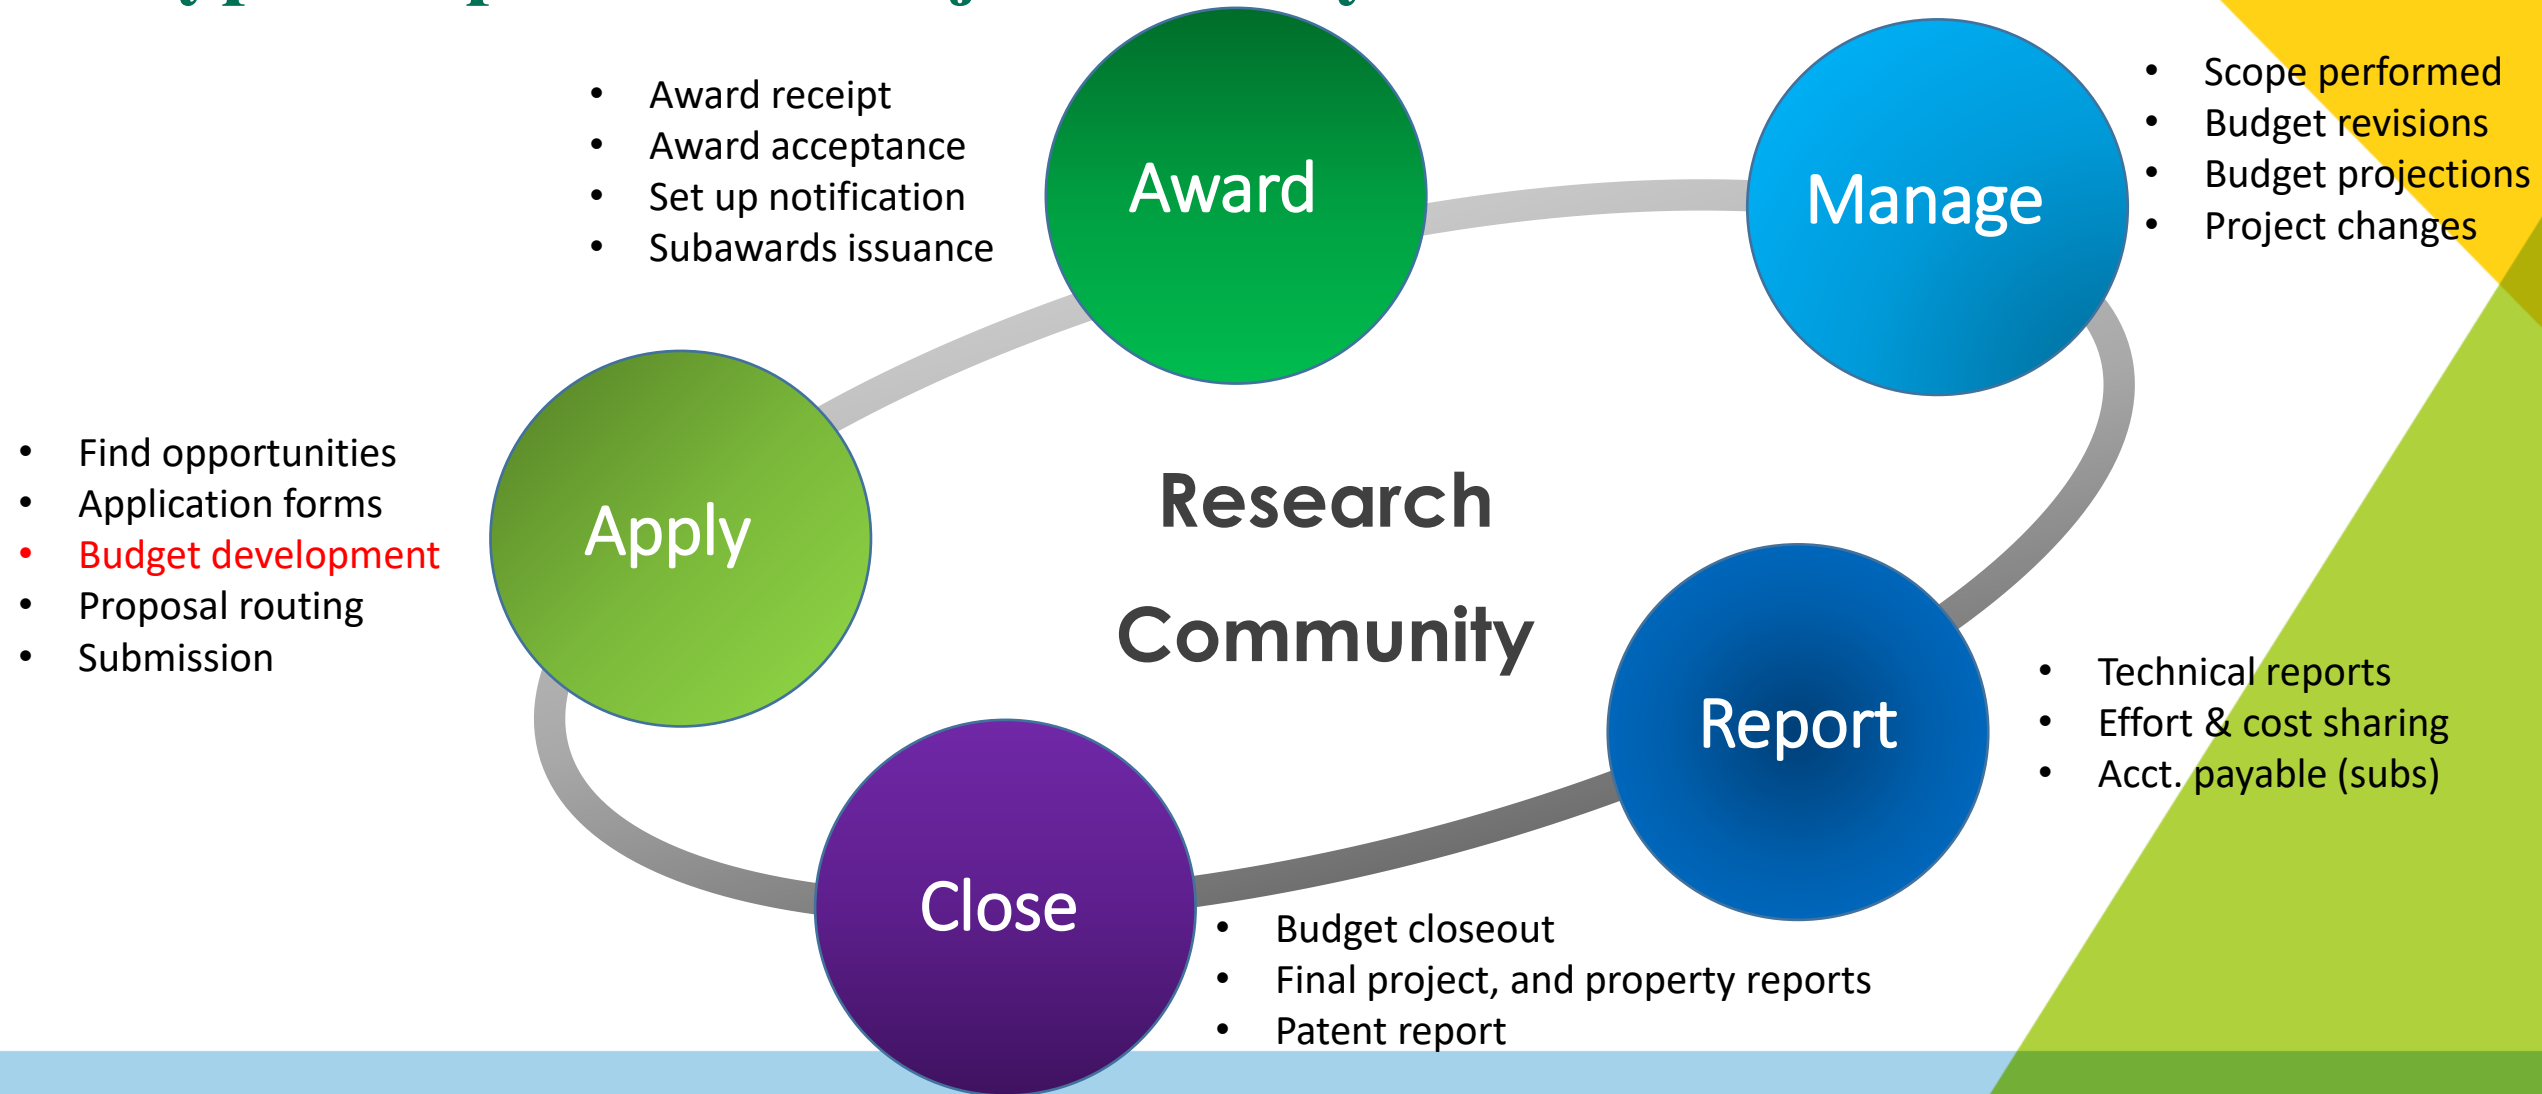 • Award receipt
• Award acceptance
• Set up notification
• Subawards issuance
Award
Manage
• Scope performed
• Budget revisions
• Budget projections
• Project changes
• Find opportunities
• Application forms
• Budget development
• Proposal routing
• Submission
Apply
Research
Community
Report
• Technical reports
• Effort & cost sharing
• Acct. payable (subs)
Close
• Budget closeout
• Final project, and property reports
• Patent report